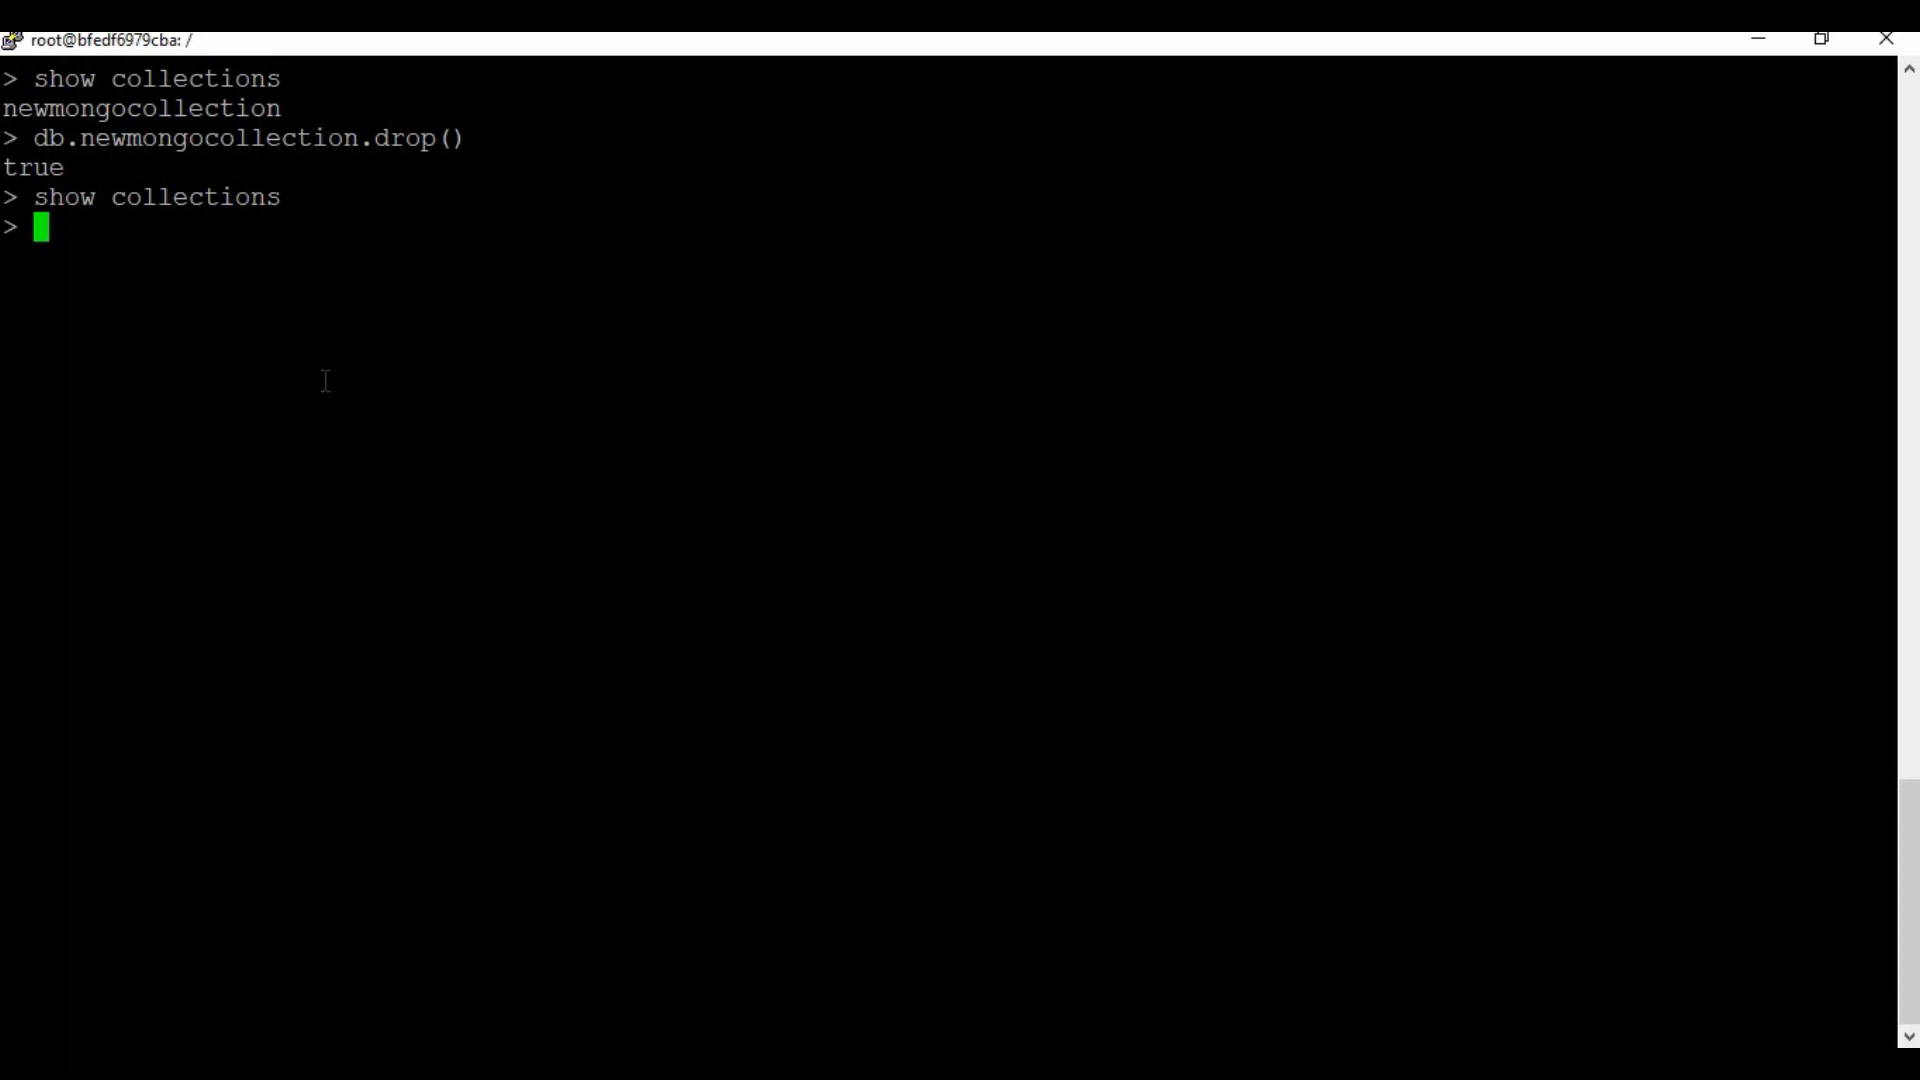 root@bfedf6979cba: /
> show collections
newmongocollection
> db.newmongocollection.drop()
true
> show collections
>